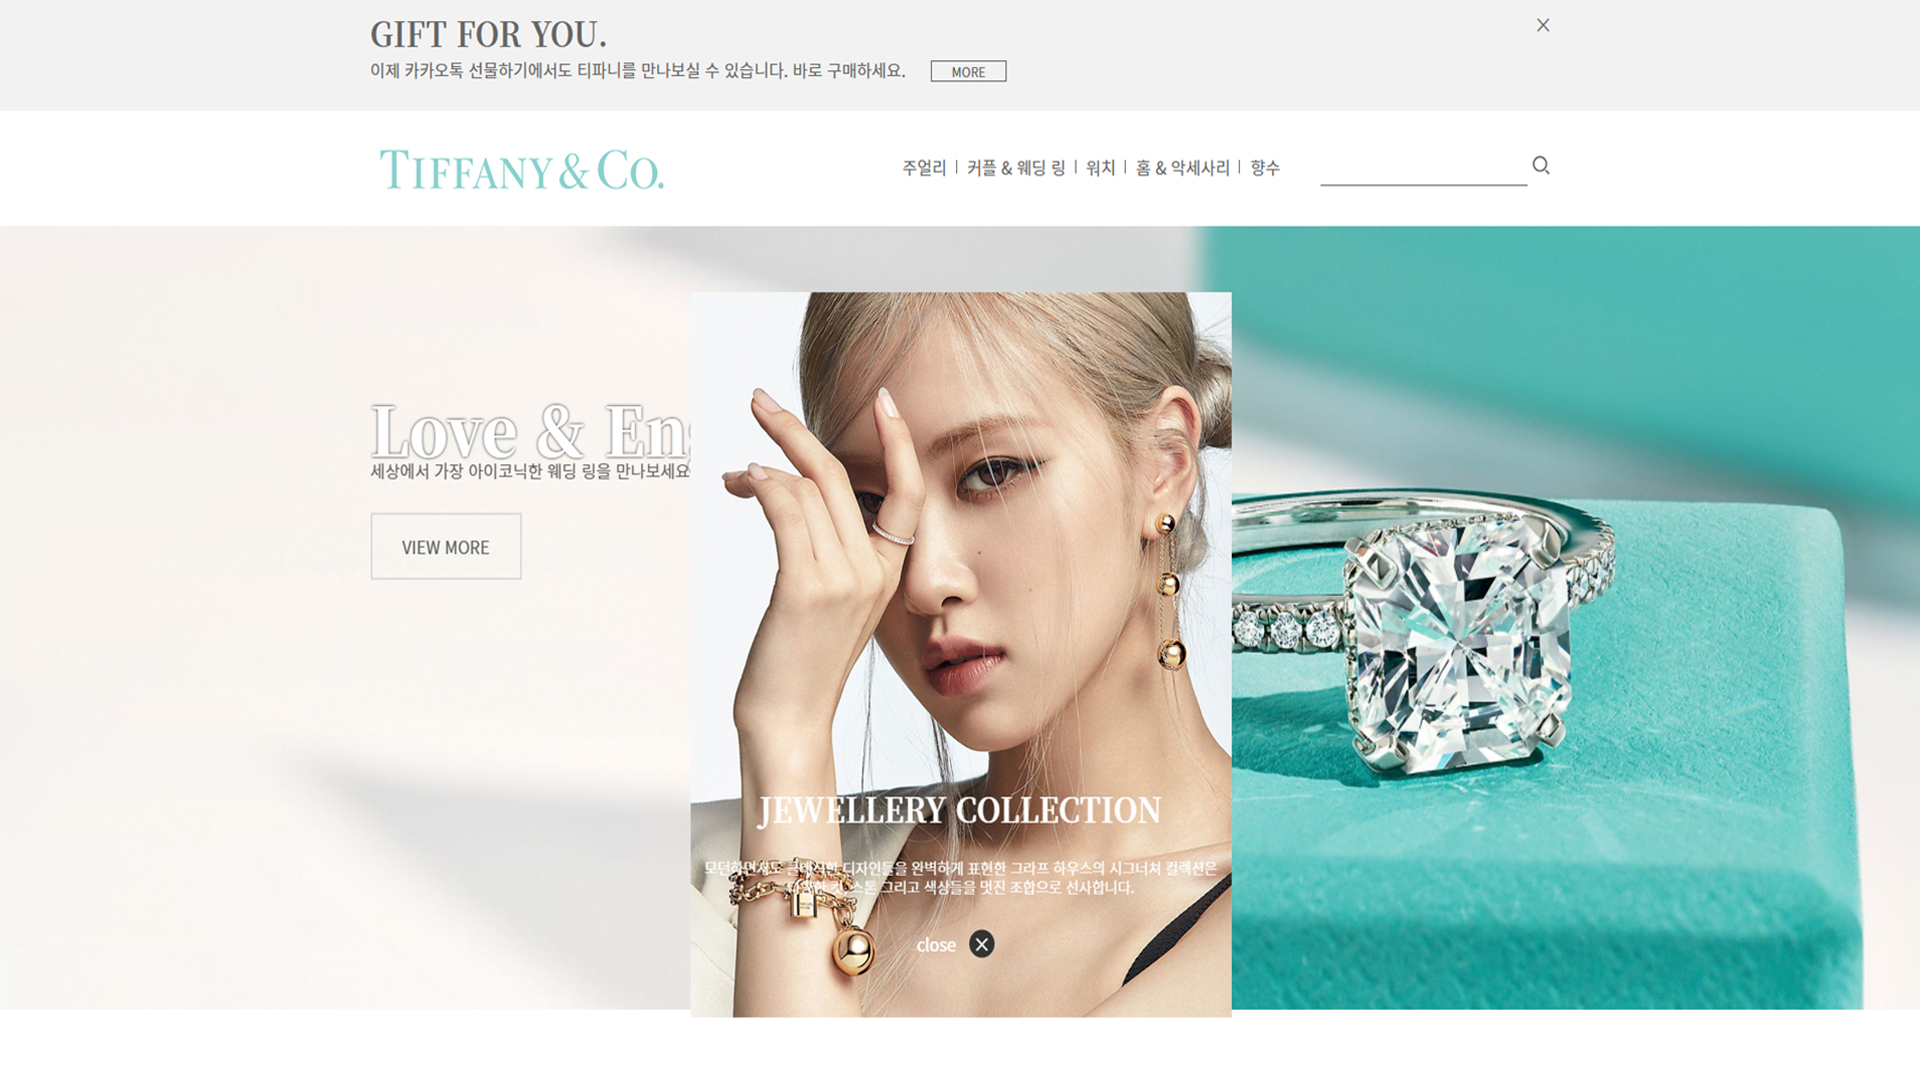 GIFT FOR YOU.
이제 카카오톡 선물하기에서도 티파니를 만나보실 수 있습니다. 바로 구매하세요.
MORE
TIFFANY & CO.
주얼리 | 커플 & 웨딩 링 | 워치 | 홈 & 악세사리 | 향수
Love & En
세상에서 가장 아이코닉한 웨딩 링을 만나보세요
VIEW MORE
JEWELLERY COLLECTION
모던하면서도 클래식한 디자인들을 완벽하게 표현한 그라프 하우스의 시그너쳐 컬렉션은
컷, 스톤 그리고 색상들을 멋진 조합으로 선사합니다.
close